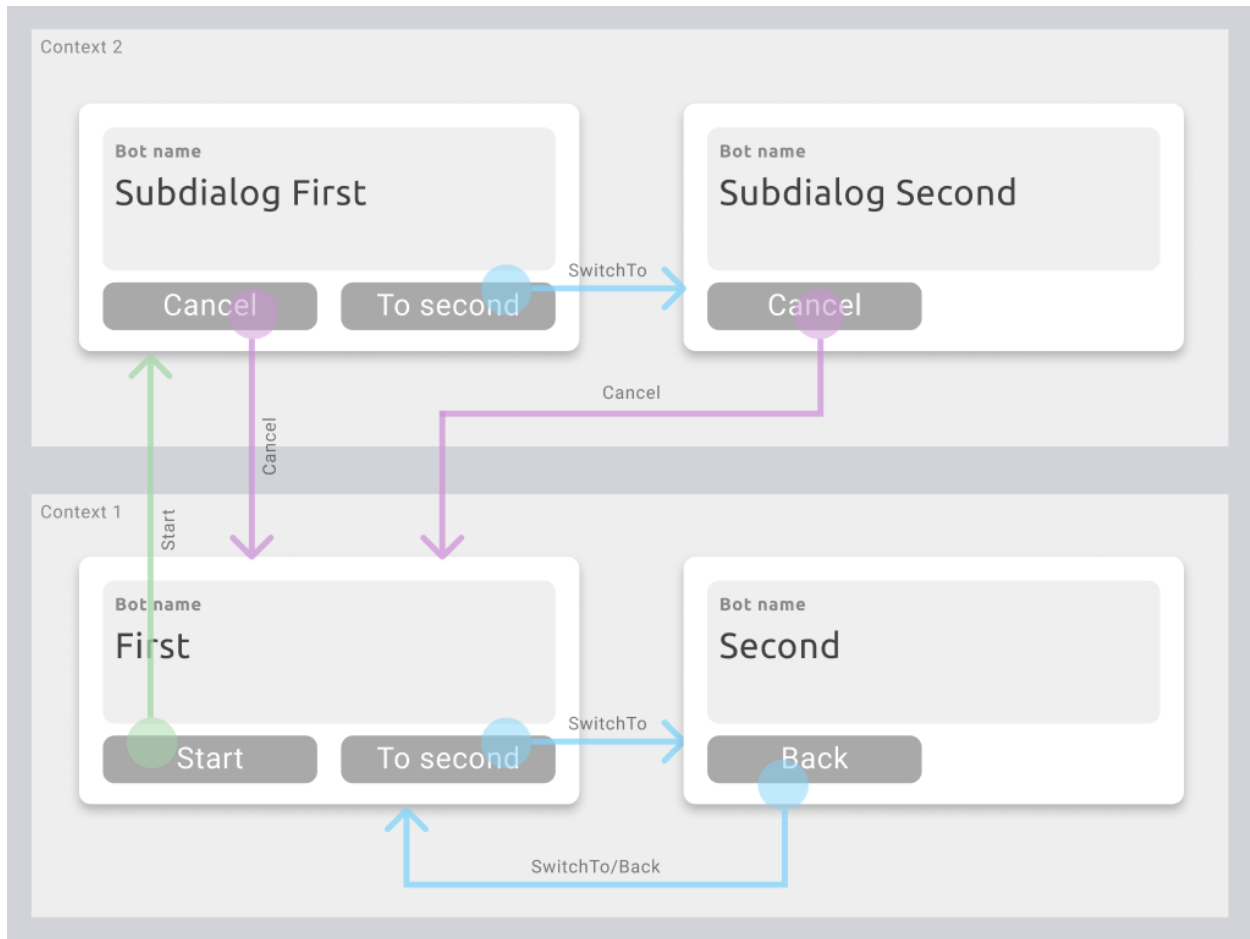 Context 2
Bot name
Subdialog First
Cancel
To second
SwitchTo
Bot name
Subdialog Second
Cancel
Cancel
Cancel
Context 1
Start
Bot name
First
Start
To second
SwitchTo
Bot name
Second
Back
SwitchTo/Back